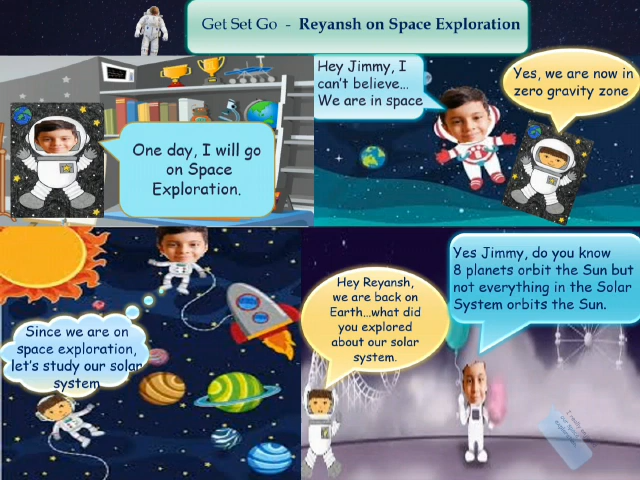 Get Set Go - Reyansh on Space Exploration
One day, I will go
on Space
Exploration.
Hey Jimmy, I
can't believe...
We are in space
Yes, we are now in
zero gravity zone
Since we are on
space exploration,
let's study our solar
system
Hey Reyansh,
we are back on
Earth...what did
you explored
about our solar
system.
Yes Jimmy, do you know
8 planets orbit the Sun but
not everything in the Solar
System orbits the Sun.